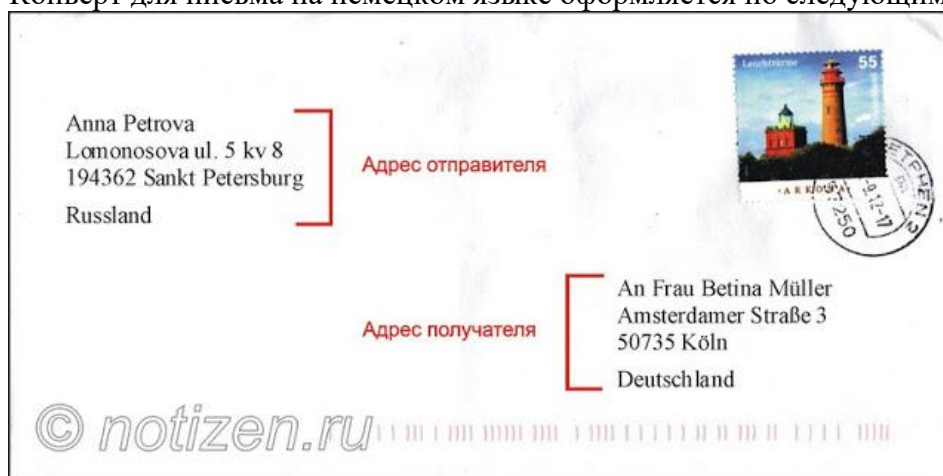 Конверт для письма на немецком языке оформляется по следующим
Leuchttürme 55
Anna Petrova
Lomonosova ul. 5 kv 8
194362 Sankt Petersburg
Russland
Адрес отправителя
An Frau Betina Müller
Amsterdamer Straße 3
50735 Köln
Deutschland
Адрес получателя
© notizen.ru